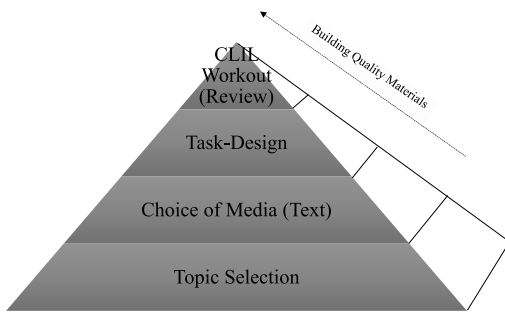 CLIL
Workout
(Review)
Building Quality Materials
Task-Design
Choice of Media (Text)
Topic Selection